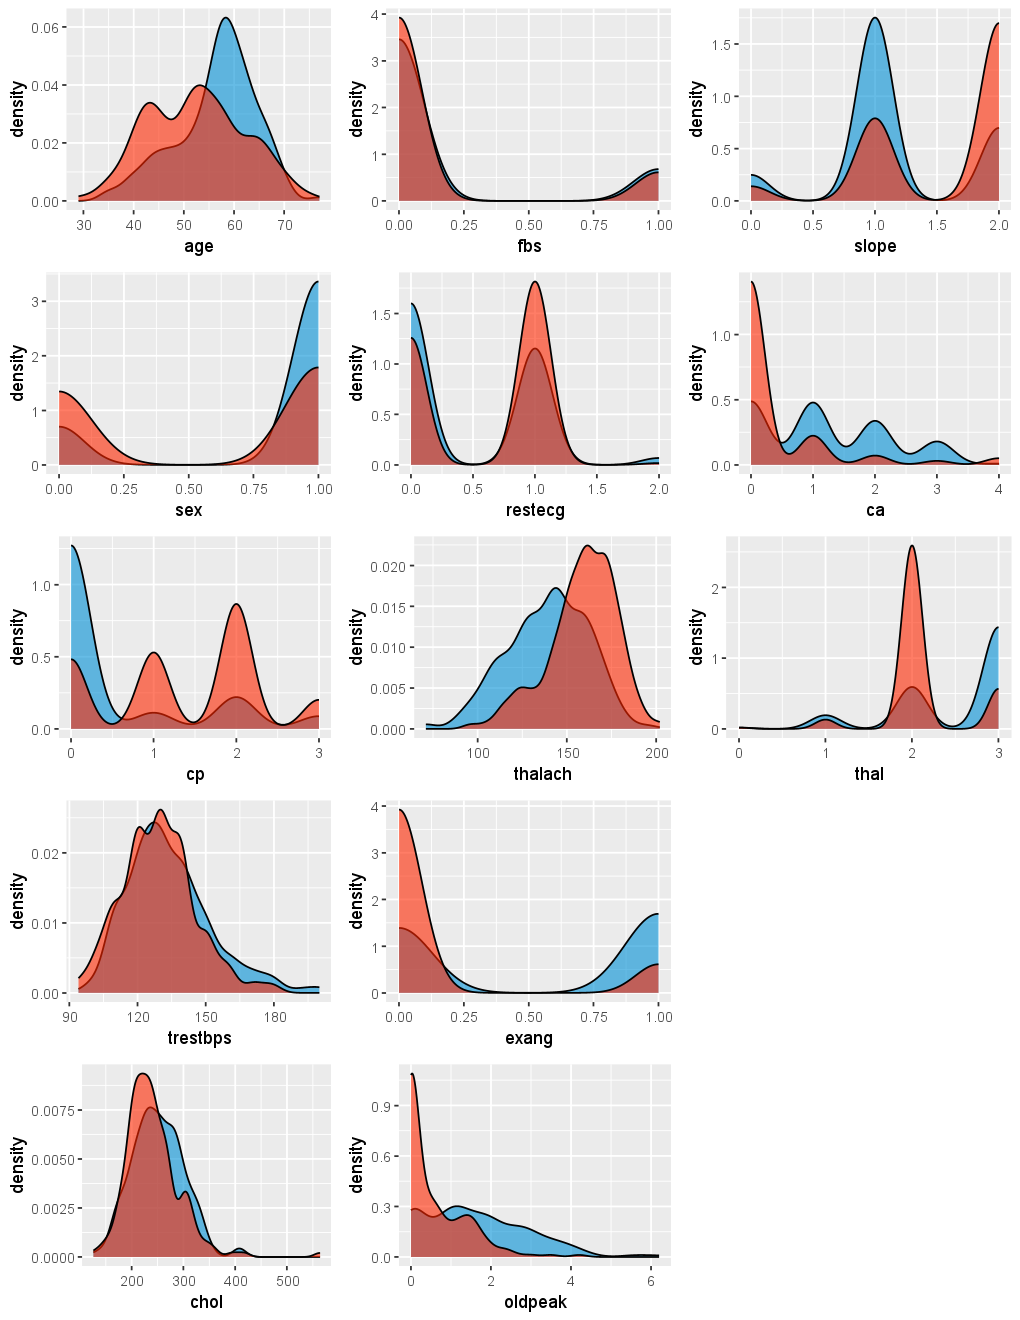 density
0.06
0.04
0.02
0.00
30 40 50 60 70
age
density
4
3
2
1
0
0.00 0.25 0.50 0.75 1.00
fbs
density
1.5
1.0
0.5
0.0
0.0 0.5 1.0 1.5 2.0
slope
density
3
2
1
0
0.00 0.25 0.50 0.75 1.00
sex
density
1.5
1.0
0.5
0.0
0.0 0.5 1.0 1.5 2.0
restecg
density
1.0
0.5
0.0
0 1 2 3 4
ca
density
1.0
0.5
0.0
0 1 2 3
cp
density
0.020
0.015
0.010
0.005
0.000
100 150 200
thalach
density
2
1
0
0 1 2 3
thal
density
0.02
0.01
0.00
90 120 150 180
trestbps
density
4
3
2
1
0
0.00 0.25 0.50 0.75 1.00
exang
density
0.0075
0.0050
0.0025
0.0000
200 300 400 500
chol
density
0.9
0.6
0.3
0.0
0 2 4 6
oldpeak